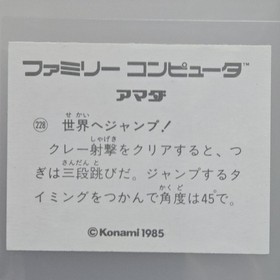 ファミリー コンピュータ™
アマダ
228 世界へジャンプ！
クレー射撃をクリアすると、つ
ぎは三段跳びだ。ジャンプするタ
イミングをつかんで角度は45°で。
©Konami 1985